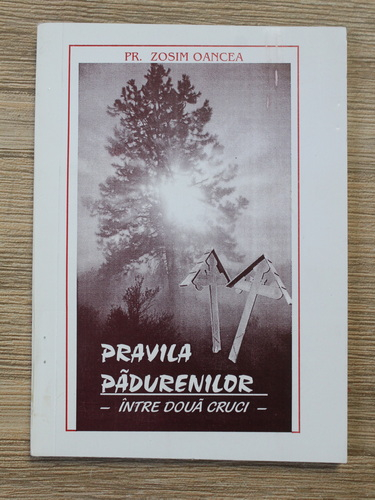 PR. ZOSIM OANCEA
PRAVILA
PĂDURENILOR
– ÎNTRE DOUĂ CRUCI –